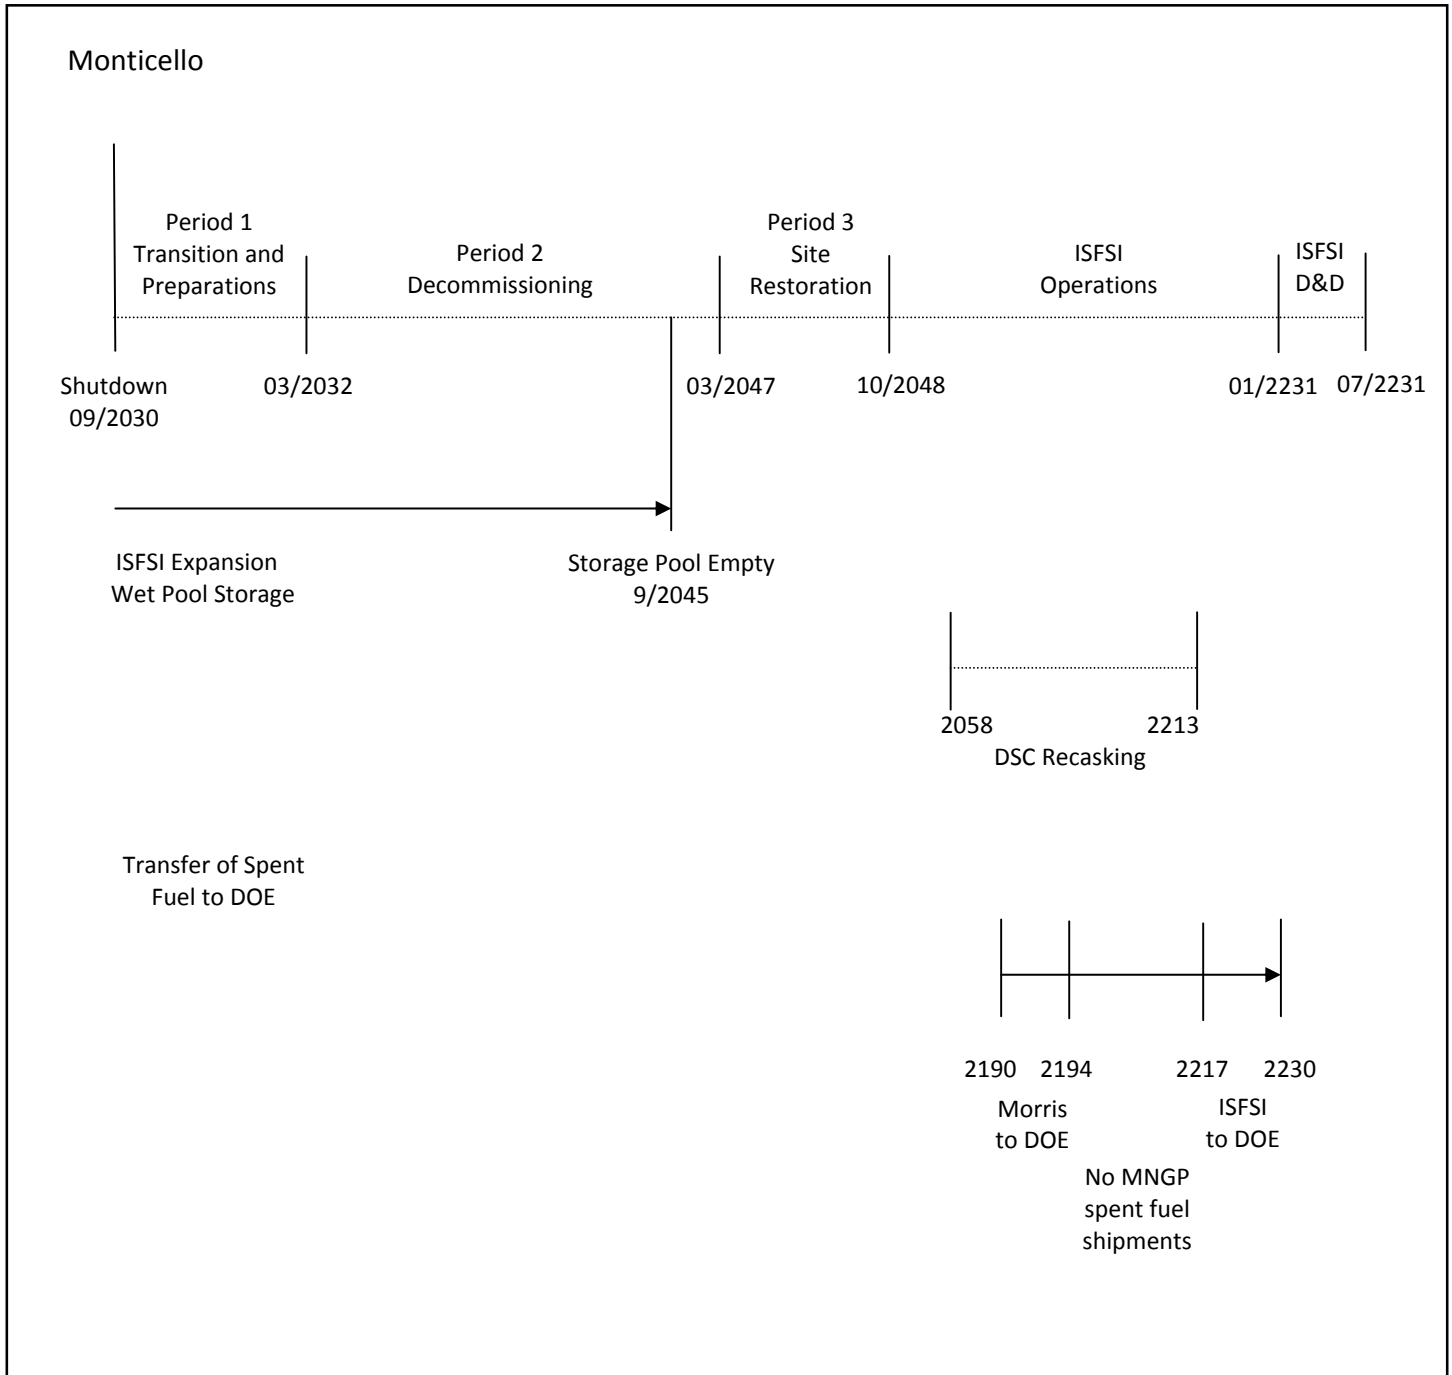 Monticello
Period 1
Transition and
Preparations
Period 2
Decommissioning
Period 3
Site
Restoration
ISFSI
Operations
ISFSI
D&D
Shutdown
09/2030
03/2032
03/2047
10/2048
01/2231
07/2231
ISFSI Expansion
Wet Pool Storage
Storage Pool Empty
9/2045
2058
2213
DSC Recasking
Transfer of Spent
Fuel to DOE
2190
2194
2217
2230
Morris
to DOE
ISFSI
to DOE
No MNGP
spent fuel
shipments